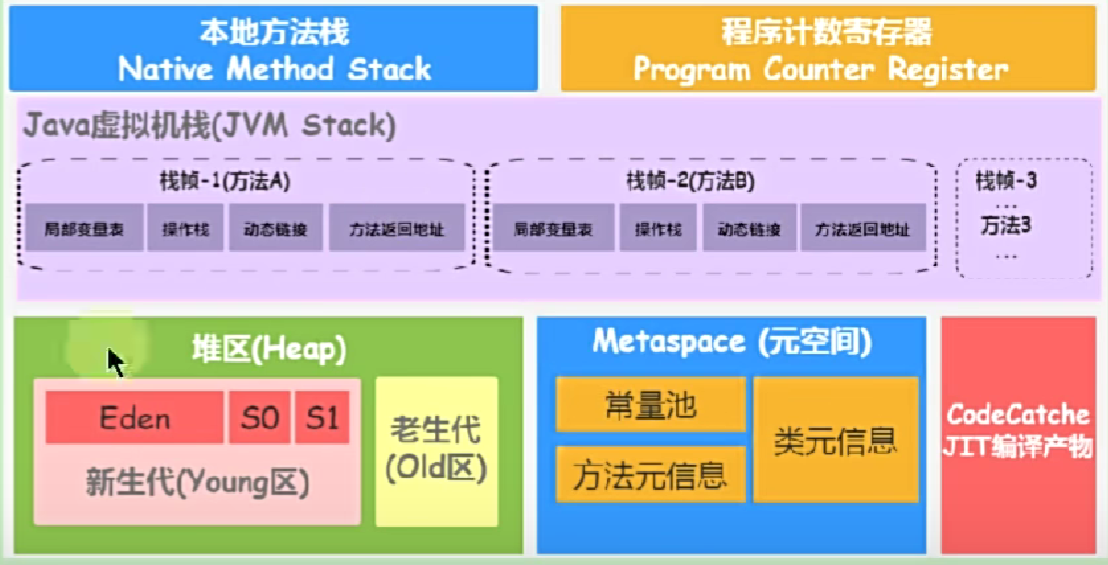 本地方法栈
Native Method Stack
程序计数寄存器
Program Counter Register
Java虚拟机栈(JVM Stack)
栈帧-1(方法A)
局部变量表
操作栈
动态链接
方法返回地址
栈帧-2(方法B)
局部变量表
操作栈
动态链接
方法返回地址
栈帧-3
...
方法3
...
堆区(Heap)
Eden
S0
S1
新生代(Young区)
老生代
(Old区)
Metaspace (元空间)
常量池
方法元信息
类元信息
CodeCatche
JIT编译产物